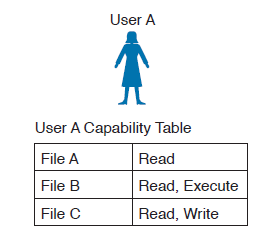 User A
User A Capability Table
File A Read
File B Read, Execute
File C Read, Write